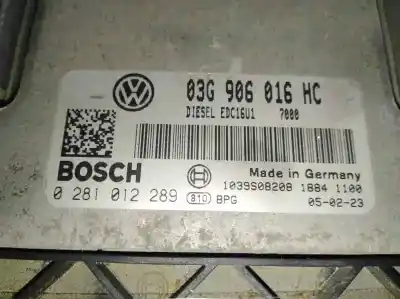 03G 906 016 HC
DIESEL EDC16U1 7000
BOSCH
Made in Germany
0 281 012 289
810 BPG
1039S08208 1884 1100
05-02-23